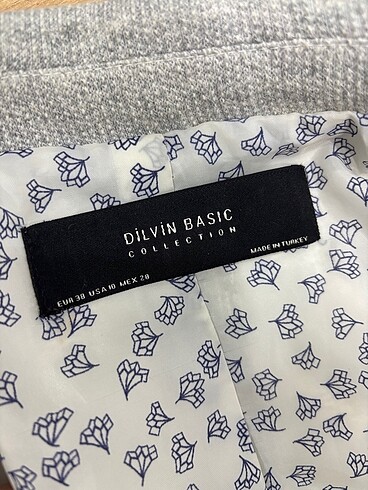 DİLVİN BASIC
COLLECTION
EUR 38 USA 10 MEX 28
MADE IN TURKEY